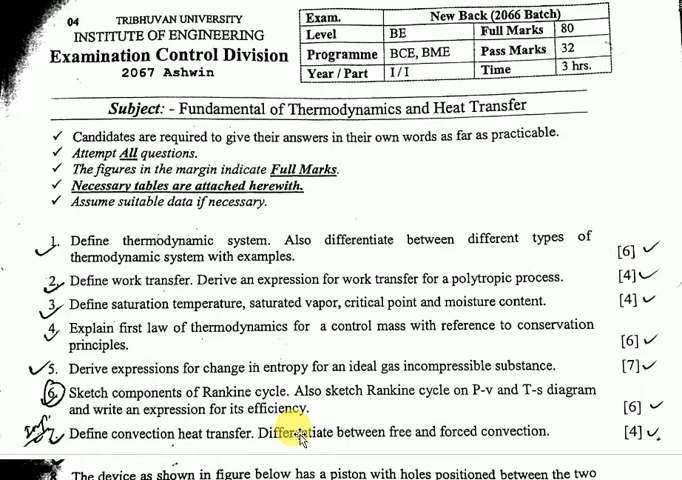 04
TRIBHUVAN UNIVERSITY
INSTITUTE OF ENGINEERING
Examination Control Division
2067 Ashwin
Exam. New Back (2066 Batch)
Level BE Full Marks 80
Programme BCE, BME Pass Marks 32
Year / Part I / I Time 3 hrs.
Subject: - Fundamental of Thermodynamics and Heat Transfer
✓ Candidates are required to give their answers in their own words as far as practicable.
✓ Attempt All questions.
✓ The figures in the margin indicate Full Marks.
✓ Necessary tables are attached herewith.
✓ Assume suitable data if necessary.
1. Define thermodynamic system. Also differentiate between different types of
thermodynamic system with examples. [6]
2. Define work transfer. Derive an expression for work transfer for a polytropic process. [4]
3. Define saturation temperature, saturated vapor, critical point and moisture content. [4]
4. Explain first law of thermodynamics for a control mass with reference to conservation
principles. [6]
5. Derive expressions for change in entropy for an ideal gas incompressible substance. [7]
6. Sketch components of Rankine cycle. Also sketch Rankine cycle on P-v and T-s diagram
and write an expression for its efficiency. [6]
Define convection heat transfer. Differentiate between free and forced convection. [4]
The device as shown in figure below has a piston with holes positioned between the two